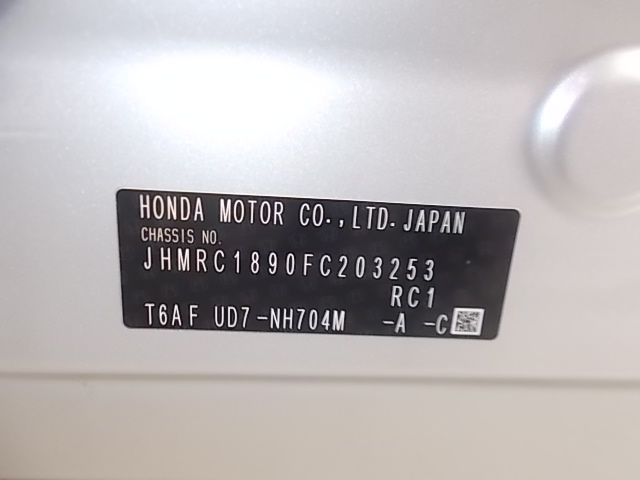 HONDA MOTOR CO.,LTD.JAPAN
CHASSIS NO.
JHMRC1890FC203253
RC1
T6AF UD7-NH704M -A -C